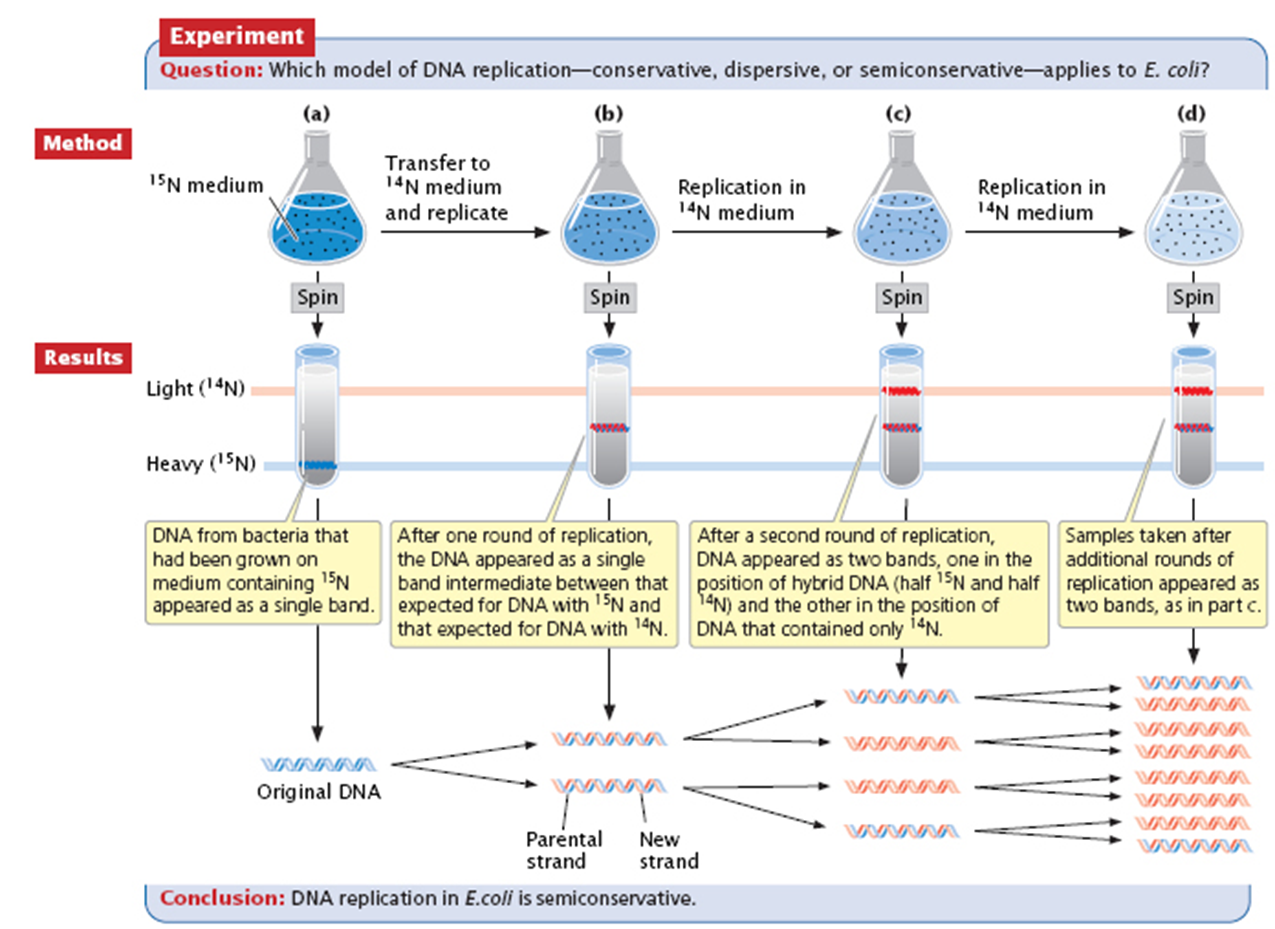 Experiment
Question: Which model of DNA replication—conservative, dispersive, or semiconservative—applies to E. coli?
(a)
(b)
(c)
(d)
Method
¹⁵N medium
Transfer to
¹⁴N medium
and replicate
Replication in
¹⁴N medium
Replication in
¹⁴N medium
Spin
Spin
Spin
Spin
Results
Light (¹⁴N)
Heavy (¹⁵N)
DNA from bacteria that
had been grown on
medium containing ¹⁵N
appeared as a single band.
After one round of replication,
the DNA appeared as a single
band intermediate between that
expected for DNA with ¹⁵N and
that expected for DNA with ¹⁴N.
After a second round of replication,
DNA appeared as two bands, one in the
position of hybrid DNA (half ¹⁵N and half
¹⁴N) and the other in the position of
DNA that contained only ¹⁴N.
Samples taken after
additional rounds of
replication appeared as
two bands, as in part c.
Original DNA
Parental
strand
New
strand
Conclusion: DNA replication in E.coli is semiconservative.